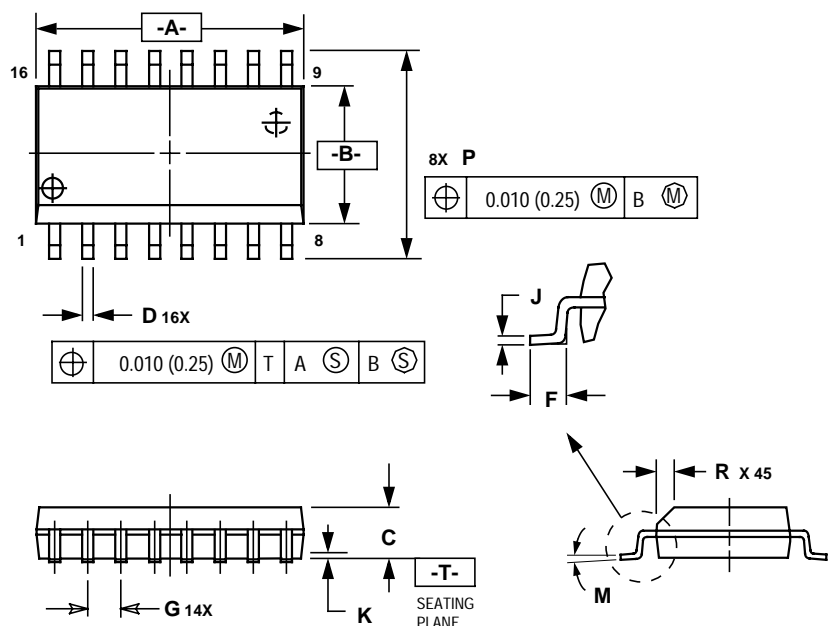 -A-
16 9
-B-
8X P
⌖ 0.010 (0.25) Ⓜ B Ⓜ
1 8
J
D 16X
⌖ 0.010 (0.25) Ⓜ T A Ⓢ B Ⓢ
F
R X 45
C
-T-
G 14X
K
SEATING
PLANE
M